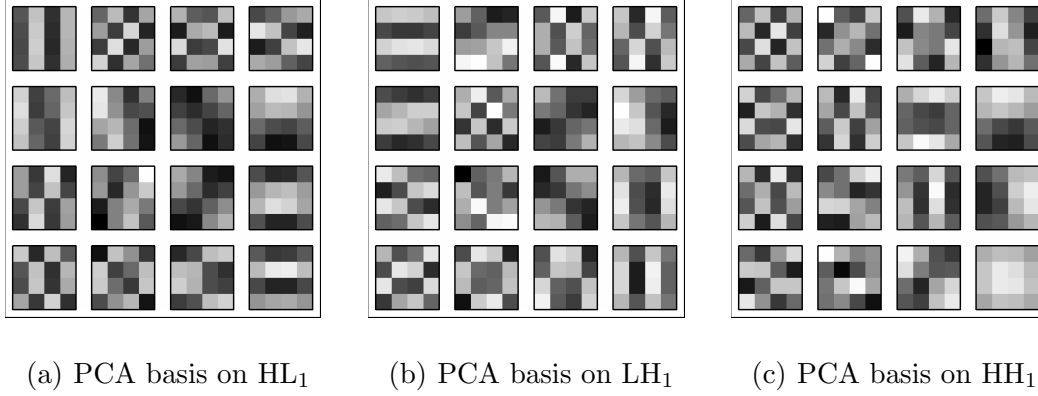 (a) PCA basis on HL₁
(b) PCA basis on LH₁
(c) PCA basis on HH₁